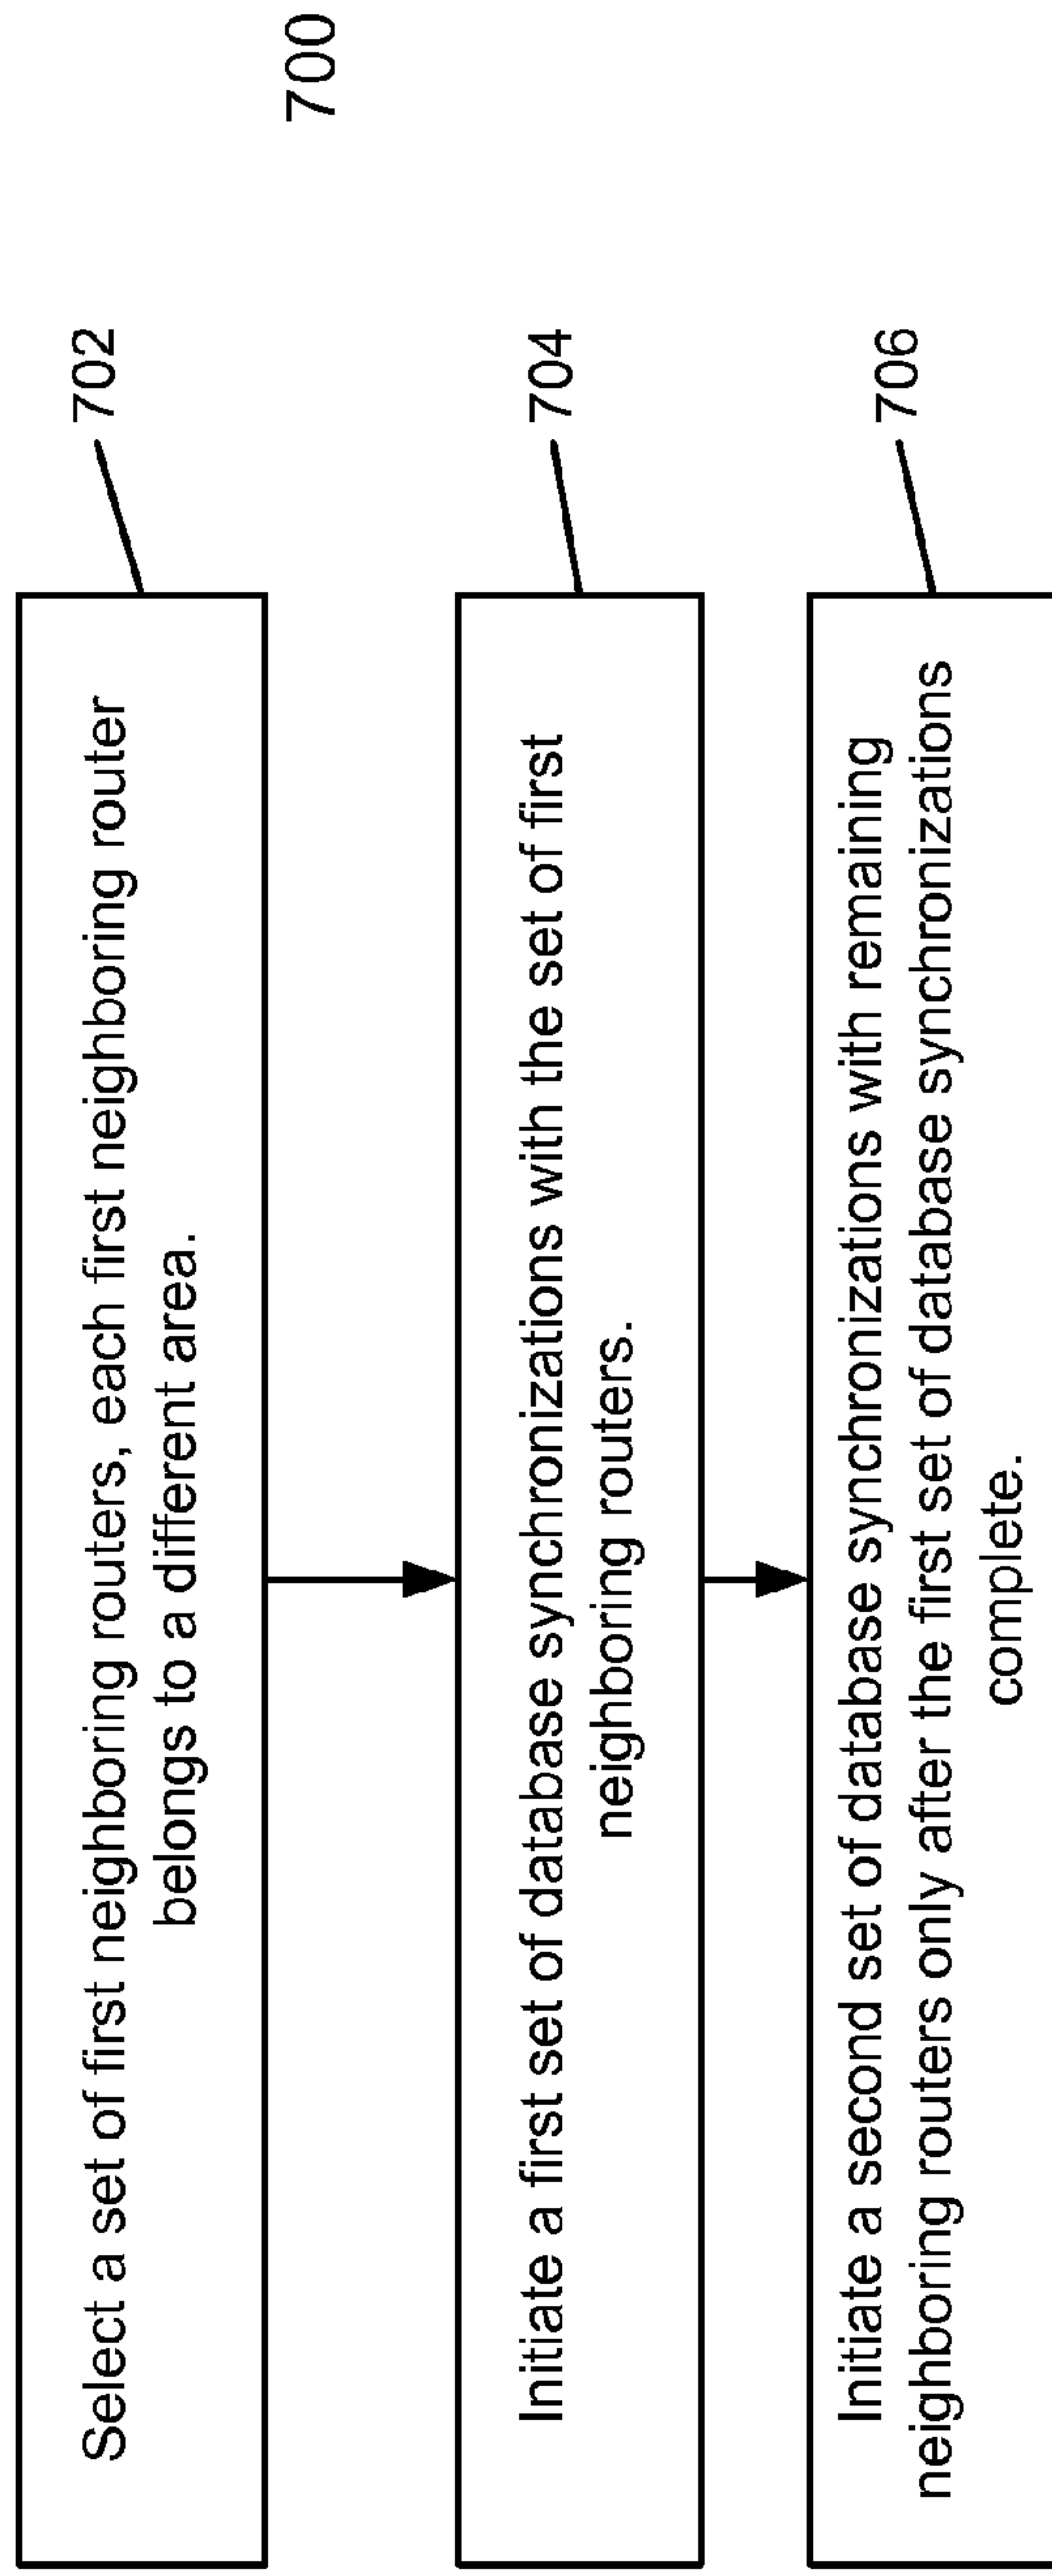 700
702
Select a set of first neighboring routers, each first neighboring router
belongs to a different area.
704
Initiate a first set of database synchronizations with the set of first
neighboring routers.
706
Initiate a second set of database synchronizations with remaining
neighboring routers only after the first set of database synchronizations
complete.